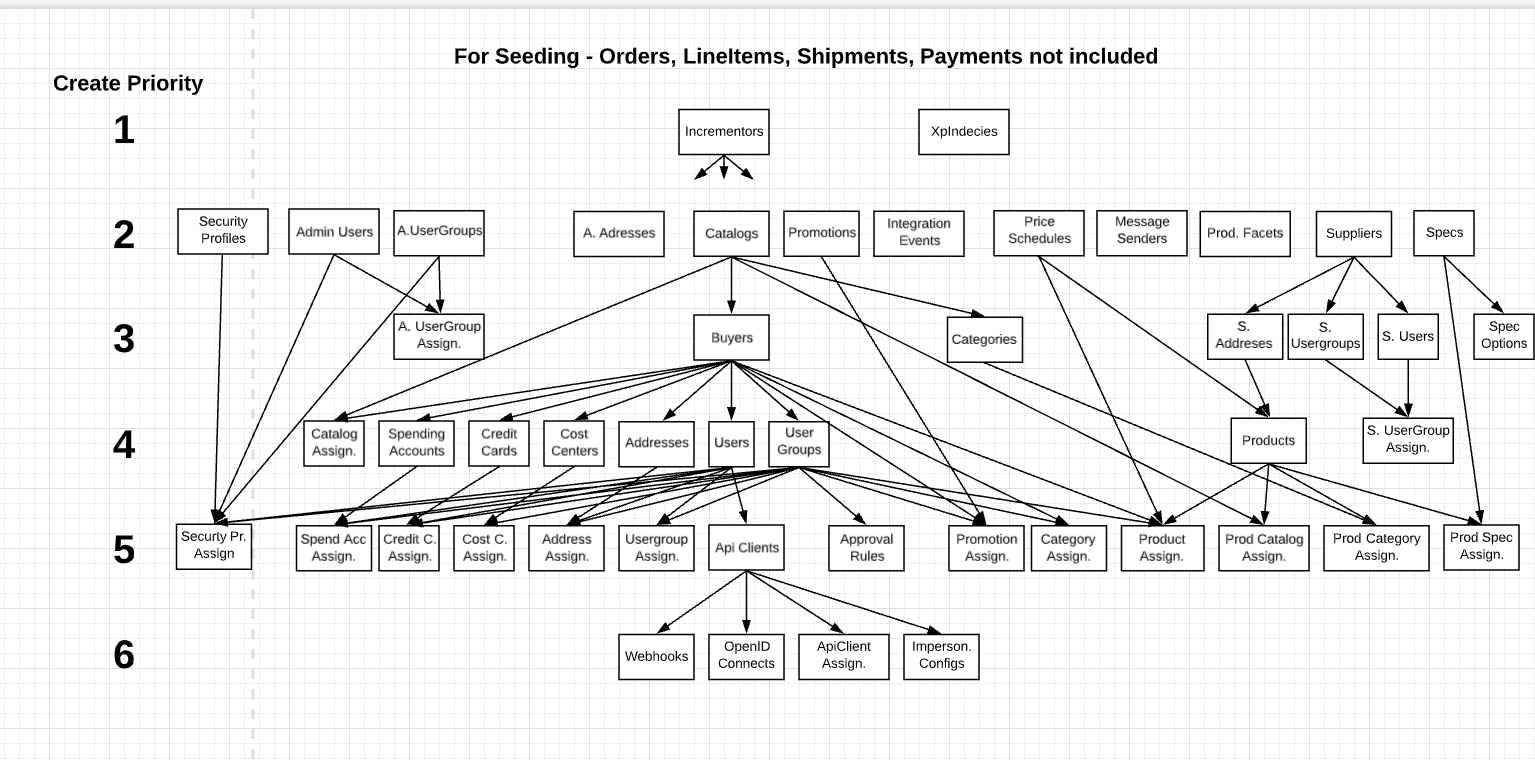 For Seeding - Orders, LineItems, Shipments, Payments not included
Create Priority
1
Incrementors
XpIndecies
2
Security
Profiles
Admin Users
A.UserGroups
A. Adresses
Catalogs
Promotions
Integration
Events
Price
Schedules
Message
Senders
Prod. Facets
Suppliers
Specs
3
A. UserGroup
Assign.
Buyers
Categories
S.
Addreses
S.
Usergroups
S. Users
Spec
Options
4
Catalog
Assign.
Spending
Accounts
Credit
Cards
Cost
Centers
Addresses
Users
User
Groups
Products
S. UserGroup
Assign.
5
Securty Pr.
Assign
Spend Acc
Assign.
Credit C.
Assign.
Cost C.
Assign.
Address
Assign.
Usergroup
Assign.
Api Clients
Approval
Rules
Promotion
Assign.
Category
Assign.
Product
Assign.
Prod Catalog
Assign.
Prod Category
Assign.
Prod Spec
Assign.
6
Webhooks
OpenID
Connects
ApiClient
Assign.
Imperson.
Configs